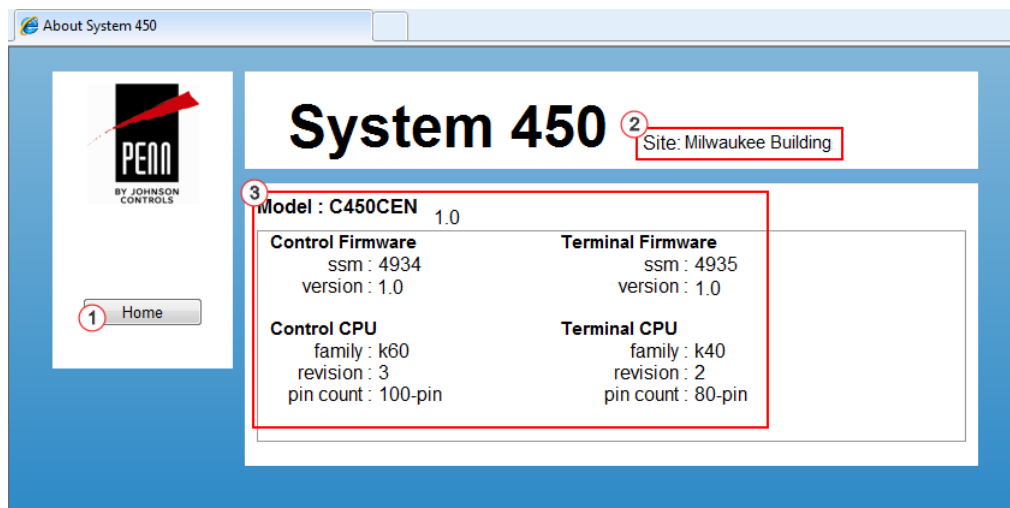 About System 450
PENN
BY JOHNSON
CONTROLS
1
Home
System 450
2
Site: Milwaukee Building
3
Model : C450CEN 1.0
Control Firmware
ssm : 4934
version : 1.0
Terminal Firmware
ssm : 4935
version : 1.0
Control CPU
family : k60
revision : 3
pin count : 100-pin
Terminal CPU
family : k40
revision : 2
pin count : 80-pin